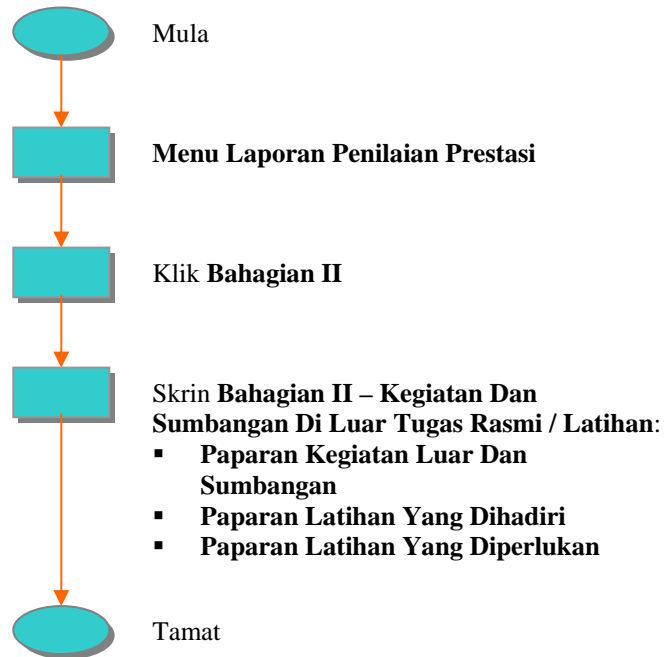 Mula
Menu Laporan Penilaian Prestasi
Klik Bahagian II
Skrin Bahagian II – Kegiatan Dan
Sumbangan Di Luar Tugas Rasmi / Latihan:
▪ Paparan Kegiatan Luar Dan
Sumbangan
▪ Paparan Latihan Yang Dihadiri
▪ Paparan Latihan Yang Diperlukan
Tamat